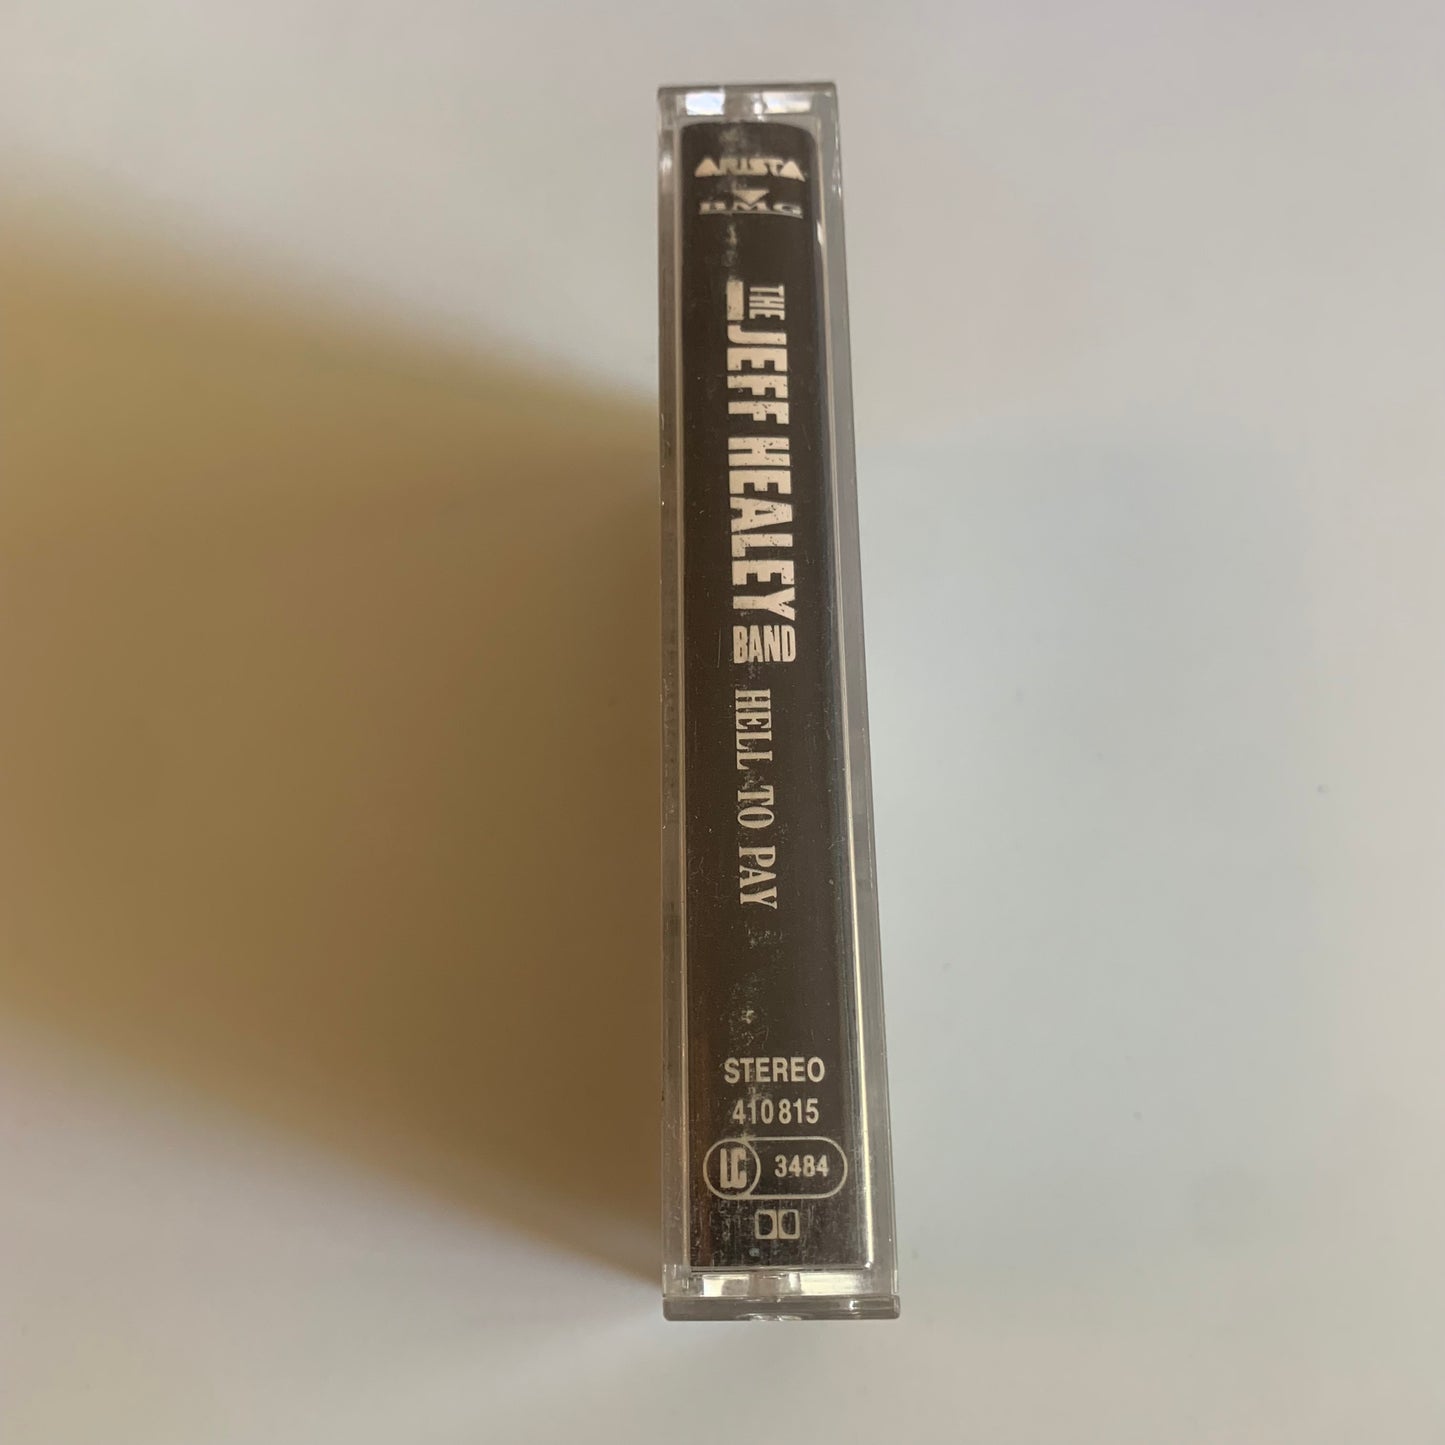 ARISTA
BMG
THE
JEFF HEALEY
BAND
HELL TO PAY
STEREO
410 815
LC 3484